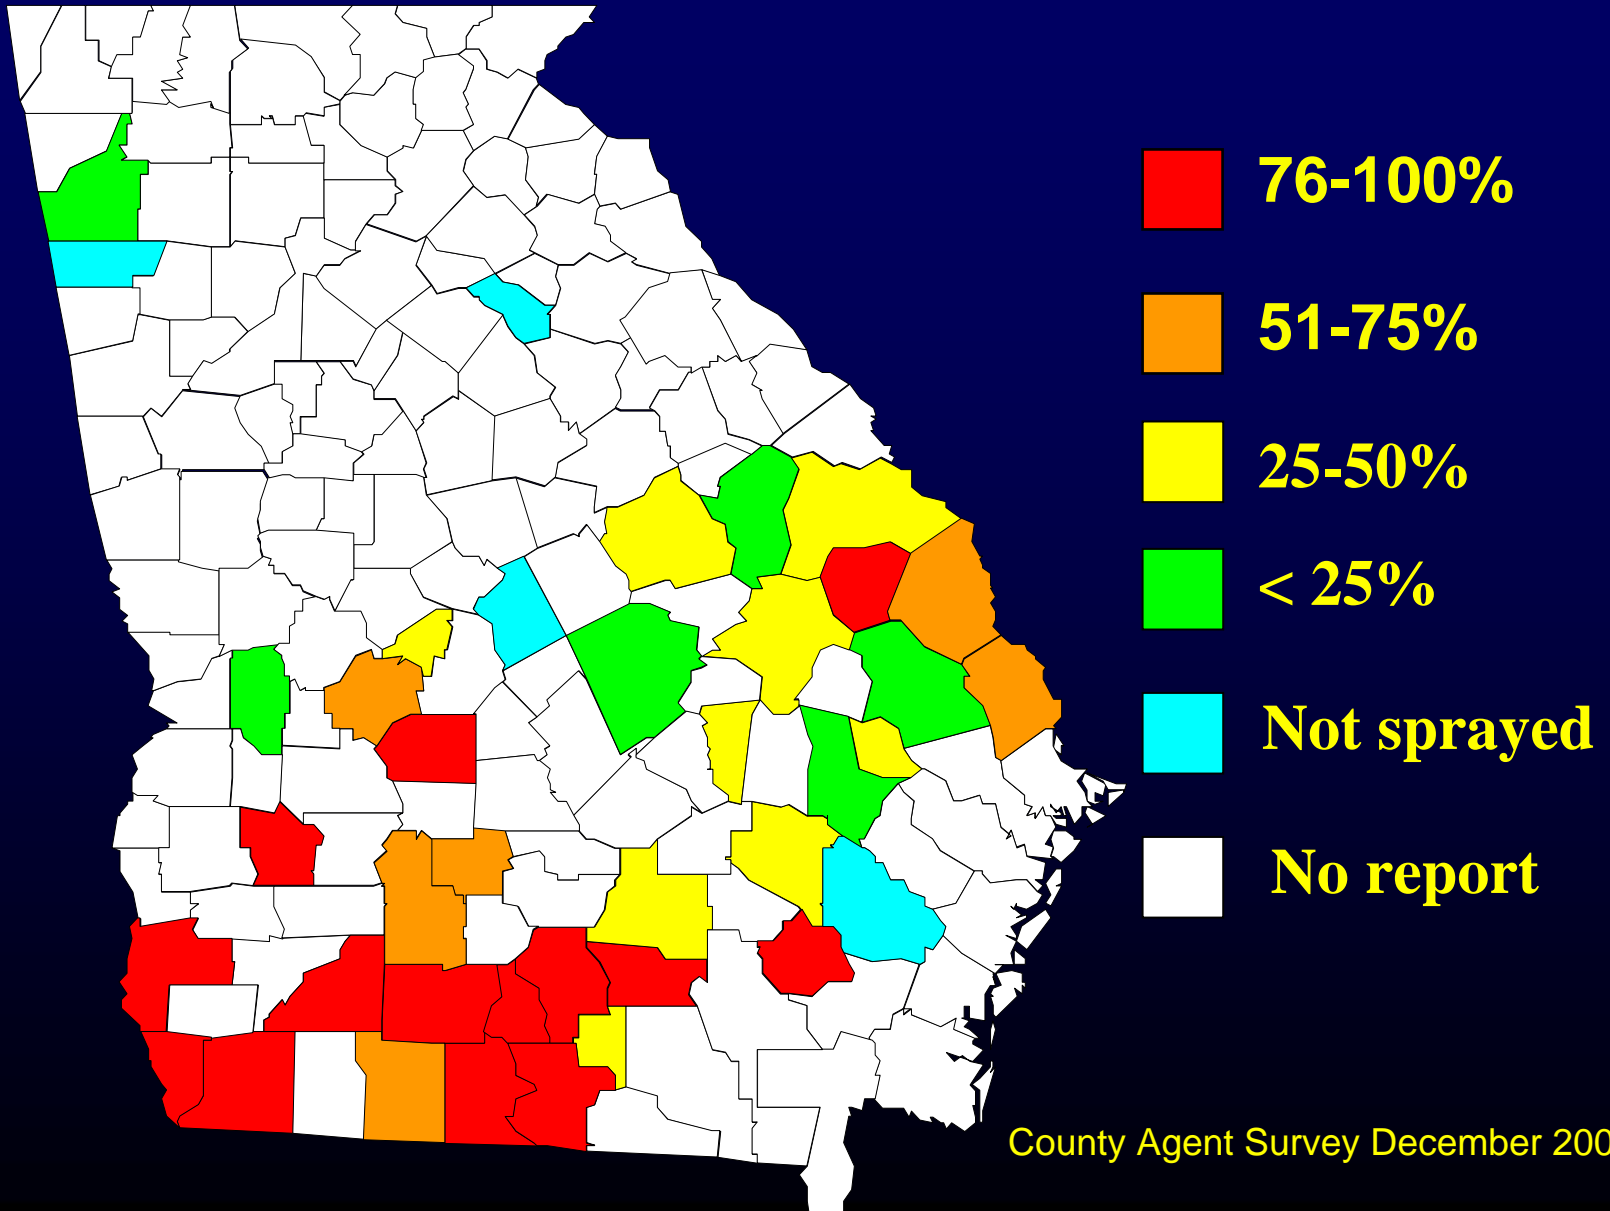 76-100%
51-75%
25-50%
< 25%
Not sprayed
No report
County Agent Survey December 200